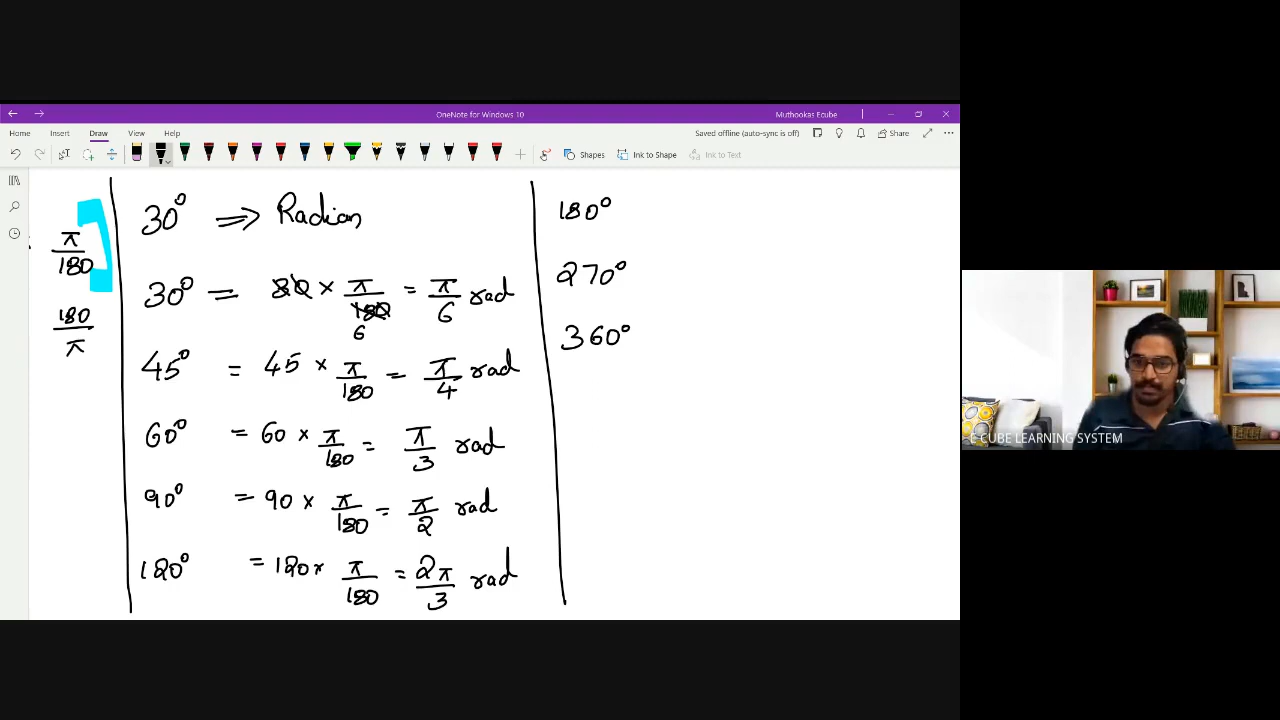 OneNote for Windows 10
Muthookas Ecube
Home Insert Draw View Help
Saved offline (auto-sync is off)
Share
Shapes
Ink to Shape
Ink to Text
π/180
180/π
30° ⇒ Radian
30° = 30 × π/180 = π/6 rad
6
45° = 45 × π/180 = π/4 rad
60° = 60 × π/180 = π/3 rad
90° = 90 × π/180 = π/2 rad
120° = 120 × π/180 = 2π/3 rad
180°
270°
360°
E CUBE LEARNING SYSTEM